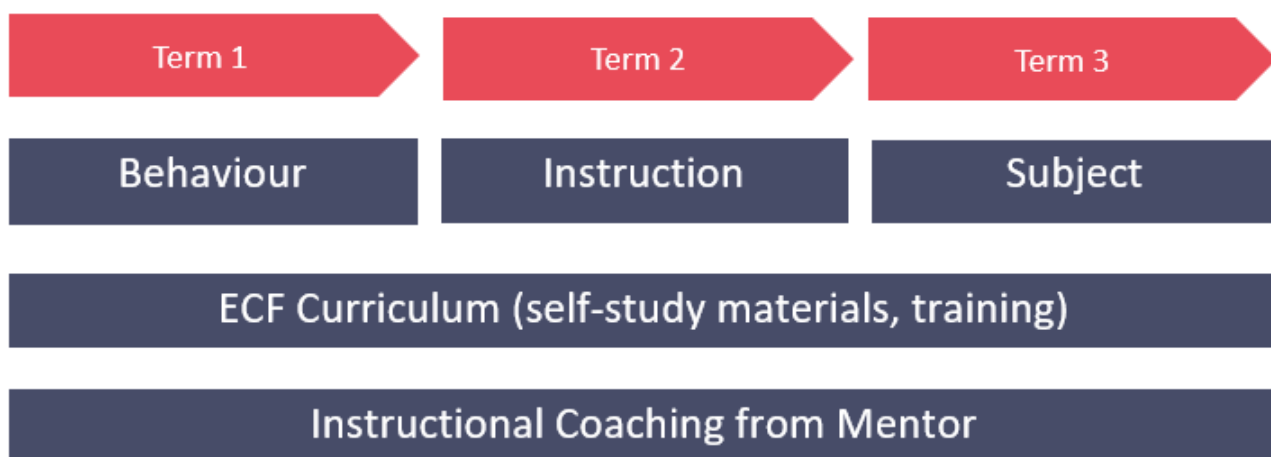 Term 1
Term 2
Term 3
Behaviour
Instruction
Subject
ECF Curriculum (self-study materials, training)
Instructional Coaching from Mentor